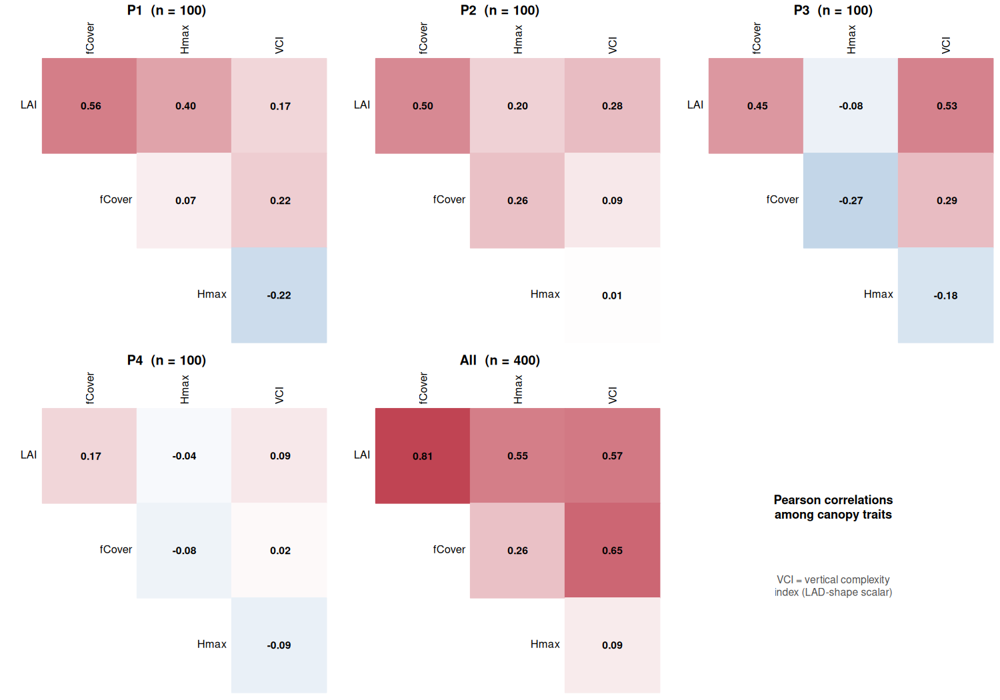 P1  (n = 100)
fCover
Hmax
VCI
LAI
0.56
0.40
0.17
fCover
0.07
0.22
Hmax
-0.22
P2  (n = 100)
fCover
Hmax
VCI
LAI
0.50
0.20
0.28
fCover
0.26
0.09
Hmax
0.01
P3  (n = 100)
fCover
Hmax
VCI
LAI
0.45
-0.08
0.53
fCover
-0.27
0.29
Hmax
-0.18
P4  (n = 100)
fCover
Hmax
VCI
LAI
0.17
-0.04
0.09
fCover
-0.08
0.02
Hmax
-0.09
All  (n = 400)
fCover
Hmax
VCI
LAI
0.81
0.55
0.57
fCover
0.26
0.65
Hmax
0.09
Pearson correlations
among canopy traits
VCI = vertical complexity
index (LAD-shape scalar)